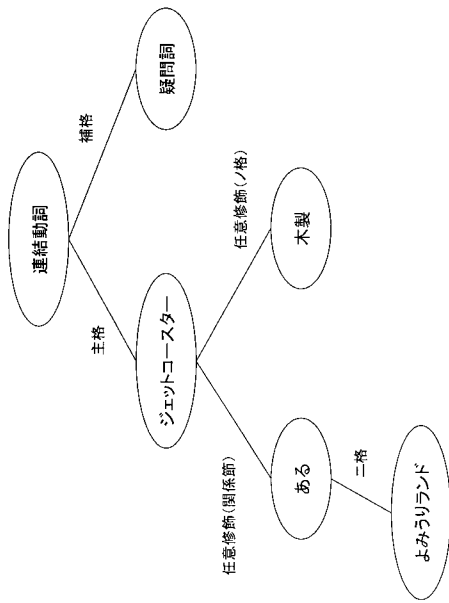 連結動詞
主格
補格
ジェットコースター
疑問詞
任意修飾(関係節)
任意修飾(ノ格)
ある
木製
ニ格
よみうりランド